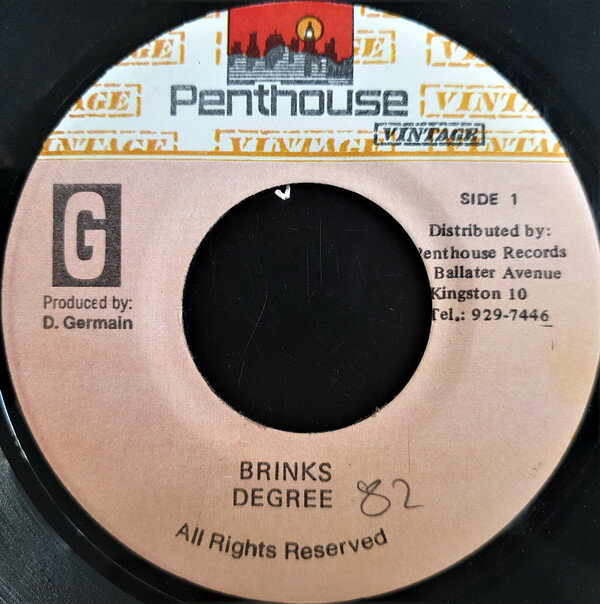 Penthouse
VINTAGE
G
Produced by:
D. Germain
SIDE 1
Distributed by:
Penthouse Records
Ballater Avenue
Kingston 10
Tel.: 929-7446
BRINKS
DEGREE 82
All Rights Reserved